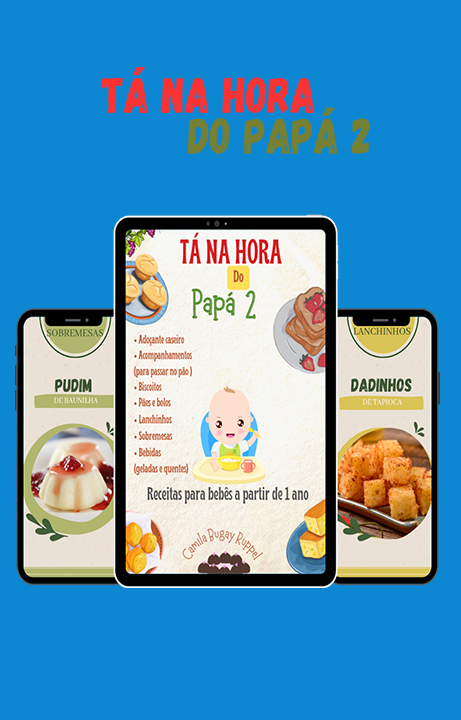 TÁ NA HORA
DO PAPÁ 2
TÁ NA HORA
Do
Papá 2
• Adoçante caseiro
• Acompanhamentos
(para passar no pão )
• Biscoitos
• Pães e bolos
• Lanchinhos
• Sobremesas
• Bebidas
(geladas e quentes)
Receitas para bebês a partir de 1 ano
Camila Bugay Ruppel
SOBREMESAS
PUDIM
DE BAUNILHA
LANCHINHOS
DADINHOS
DE TAPIOCA